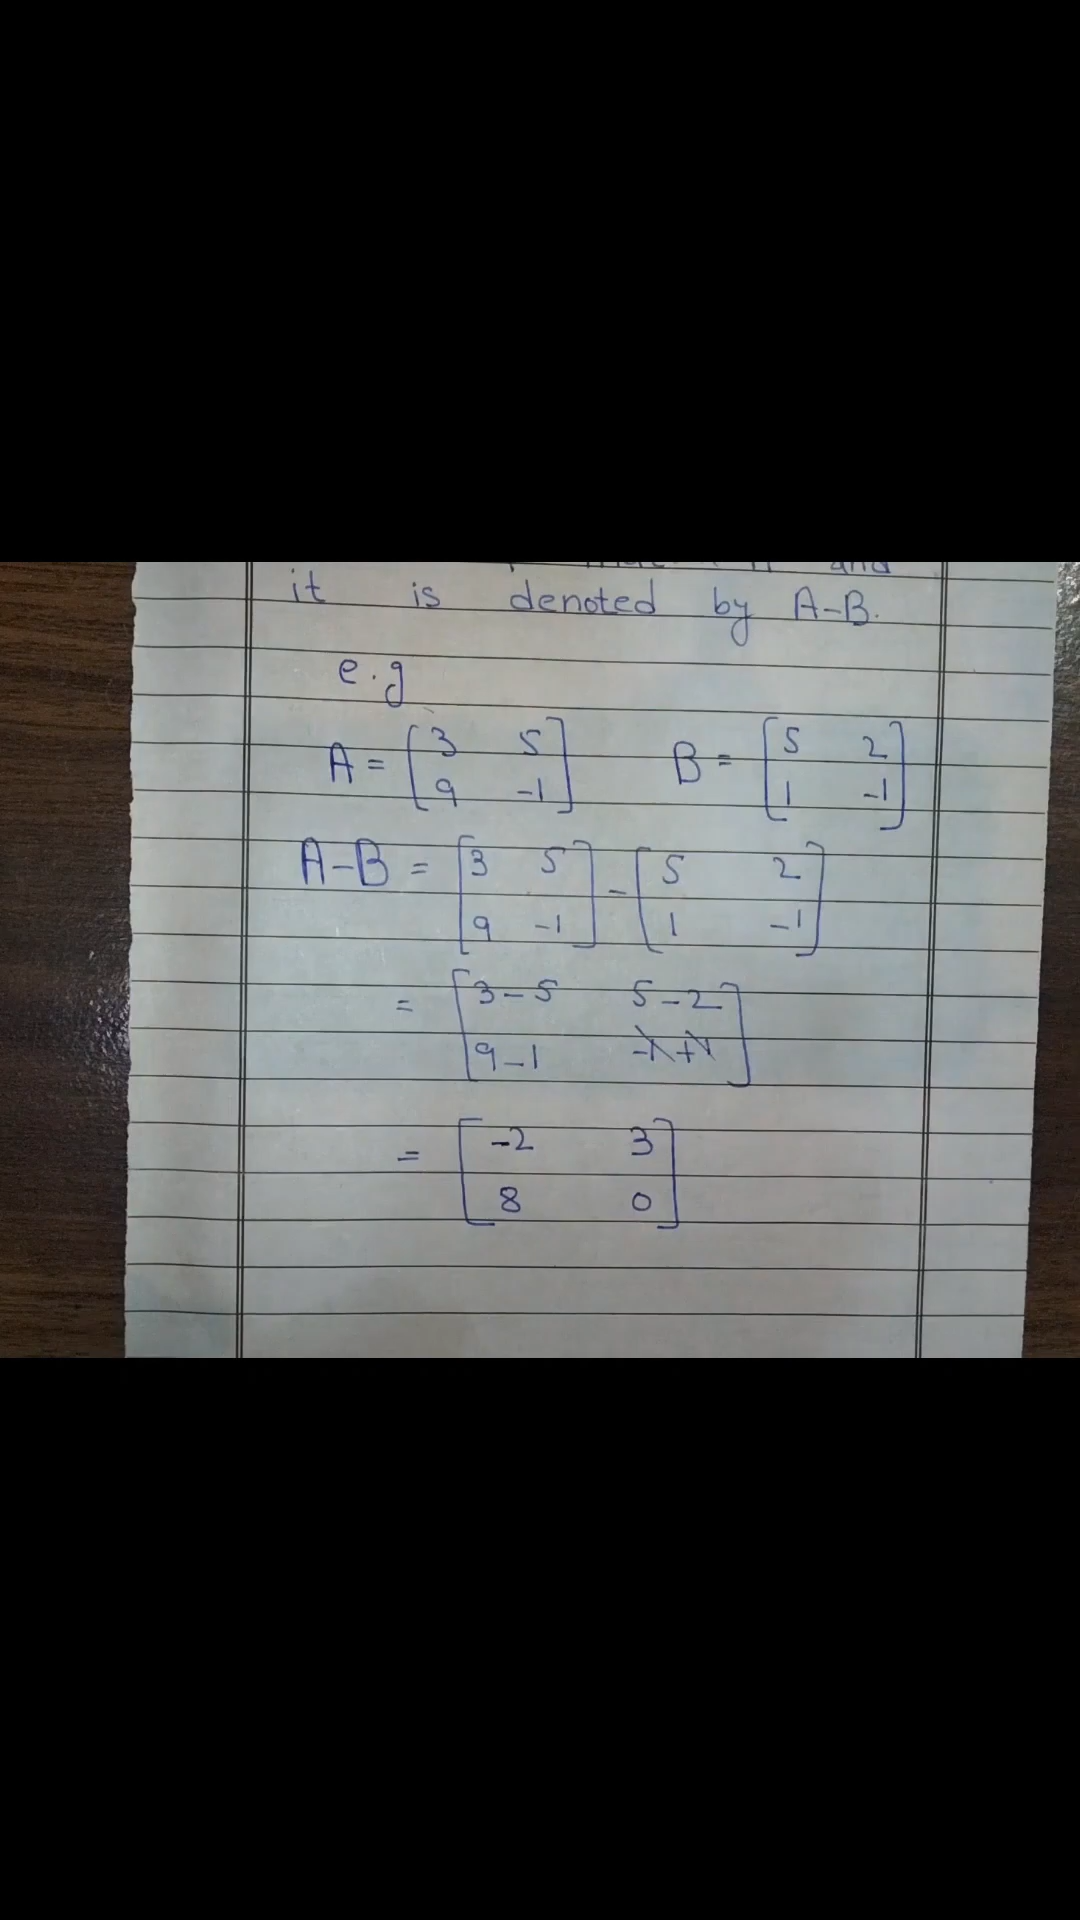 and
it is denoted by A-B.
e.g
A = [3 5
9 -1] B = [5 2
1 -1]
A-B = [3 5
9 -1] - [5 2
1 -1]
= [3-5 5-2
9-1 -1+1]
= [-2 3
8 0]